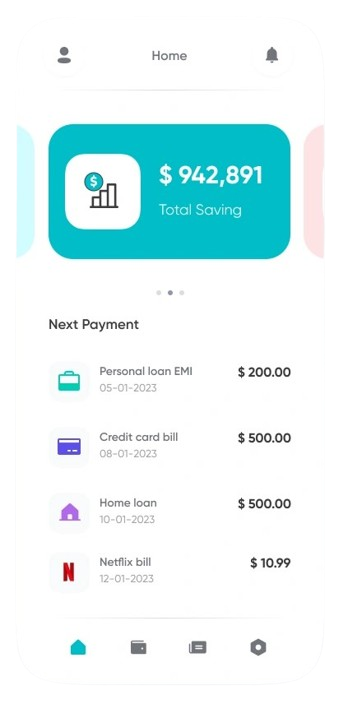 Home
$
$ 942,891
Total Saving
Next Payment
Personal loan EMI
$ 200.00
05-01-2023
Credit card bill
$ 500.00
08-01-2023
Home loan
$ 500.00
10-01-2023
N
Netflix bill
$ 10.99
12-01-2023